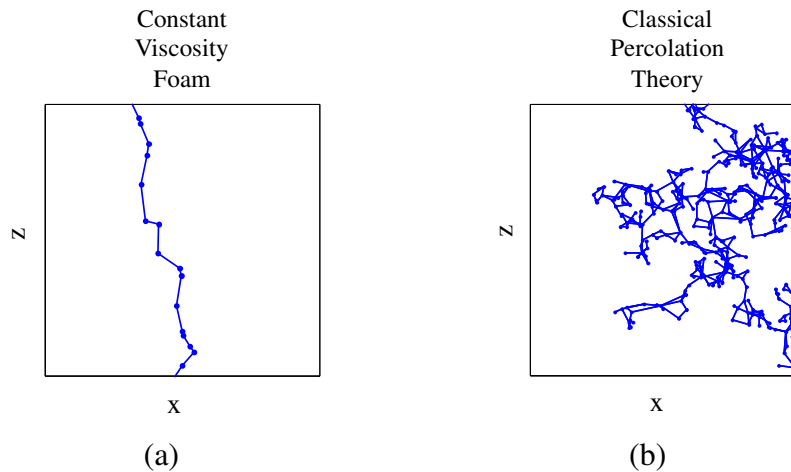 Constant
Viscosity
Foam
z
x
(a)
Classical
Percolation
Theory
z
x
(b)